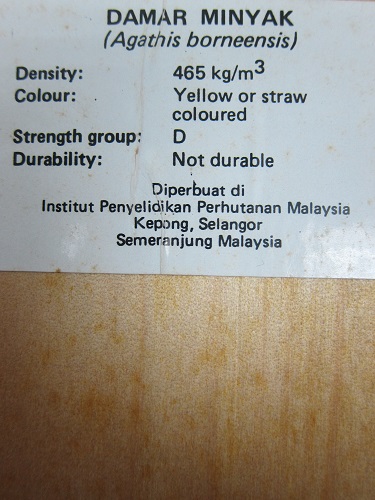 DAMAR MINYAK
(Agathis borneensis)
Density: 465 kg/m³
Colour: Yellow or straw
coloured
Strength group: D
Durability: Not durable
Diperbuat di
Institut Penyelidikan Perhutanan Malaysia
Kepong, Selangor
Semeranjung Malaysia